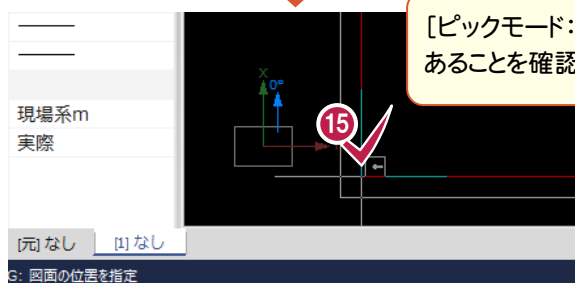 [ピックモード:
あることを確認
現場系m
実際
X
0°
15
[元] なし
[1] なし
G: 図面の位置を指定